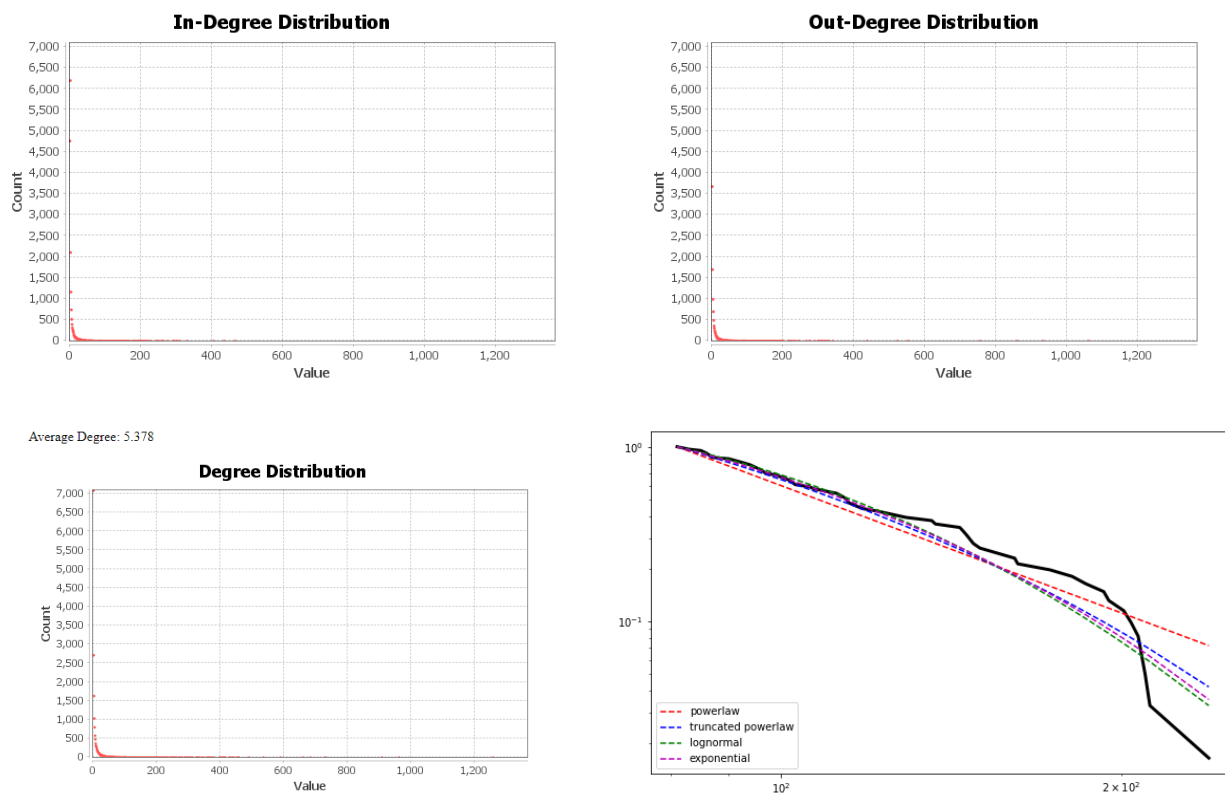 In-Degree Distribution
7,000
6,500
6,000
5,500
5,000
4,500
4,000
3,500
3,000
2,500
2,000
1,500
1,000
500
0
Count
0 200 400 600 800 1,000 1,200
Value
Out-Degree Distribution
7,000
6,500
6,000
5,500
5,000
4,500
4,000
3,500
3,000
2,500
2,000
1,500
1,000
500
0
Count
0 200 400 600 800 1,000 1,200
Value
Average Degree: 5.378
Degree Distribution
7,000
6,500
6,000
5,500
5,000
4,500
4,000
3,500
3,000
2,500
2,000
1,500
1,000
500
0
Count
0 200 400 600 800 1,000 1,200
Value
10⁰
10⁻¹
powerlaw
truncated powerlaw
lognormal
exponential
10² 2 × 10²